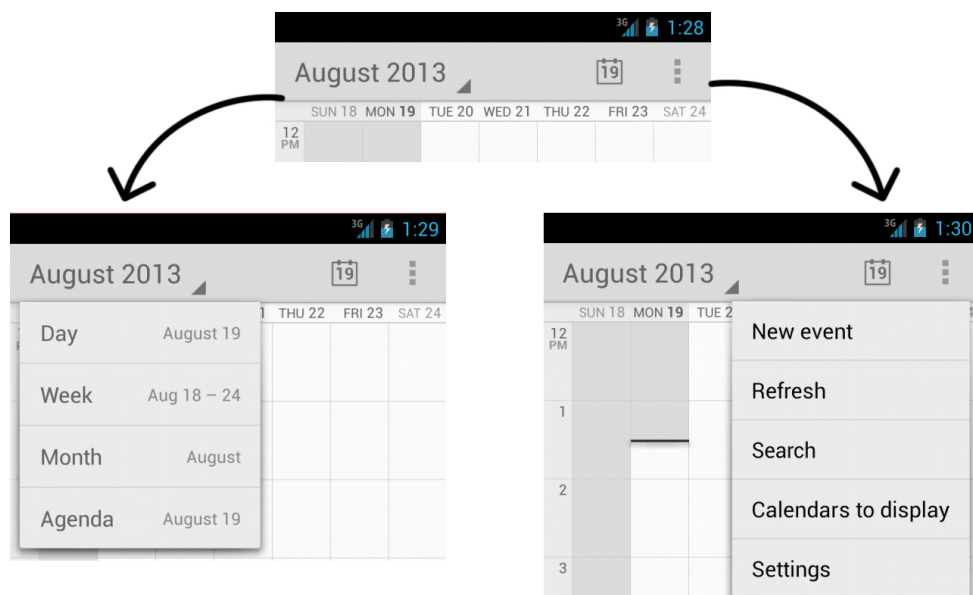 3G 1:28
August 2013 19
SUN 18 MON 19 TUE 20 WED 21 THU 22 FRI 23 SAT 24
12
PM
3G 1:29
August 2013 19
THU 22 FRI 23 SAT 24
Day August 19
Week Aug 18 – 24
Month August
Agenda August 19
3G 1:30
August 2013 19
SUN 18 MON 19 TUE 2
12
PM
New event
Refresh
1
Search
2
Calendars to display
3
Settings